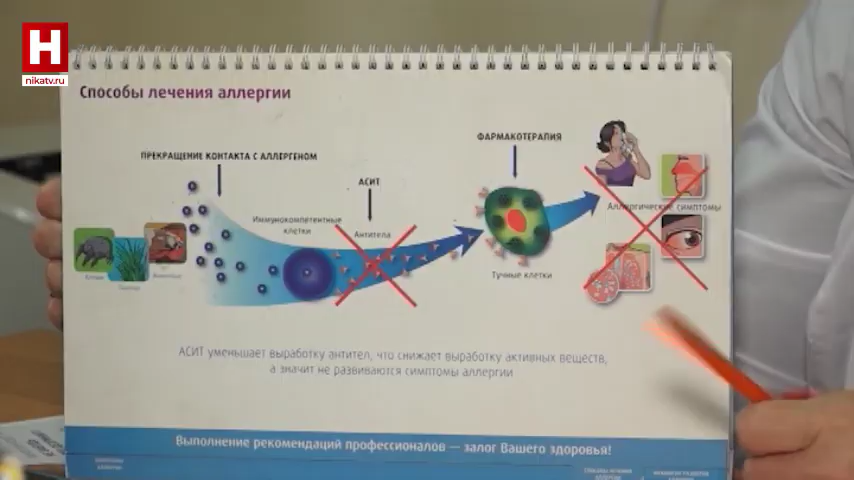 Н
nikatv.ru
Способы лечения аллергии
ФАРМАКОТЕРАПИЯ
ПРЕКРАЩЕНИЕ КОНТАКТА С АЛЛЕРГЕНОМ
АСИТ
Иммунокомпетентные
клетки
Антитела
Аллергические симптомы
Тучные клетки
АСИТ уменьшает выработку антител, что снижает выработку активных веществ,
а значит не развиваются симптомы аллергии
Выполнение рекомендаций профессионалов — залог Вашего здоровья!